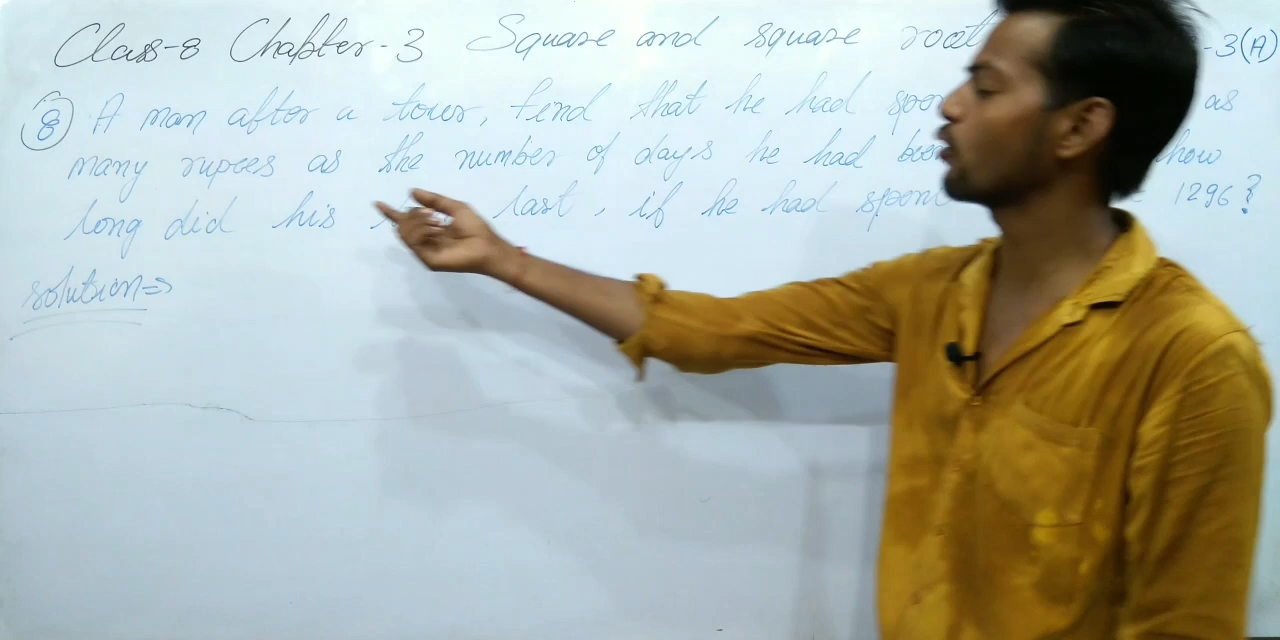 Class-8 Chapter-3 Square and square root -3(A)
8 A man after a tour, find that he had spen as
many rupees as the number of days he had been how
long did his last, if he had spent 1296?
solution⇒